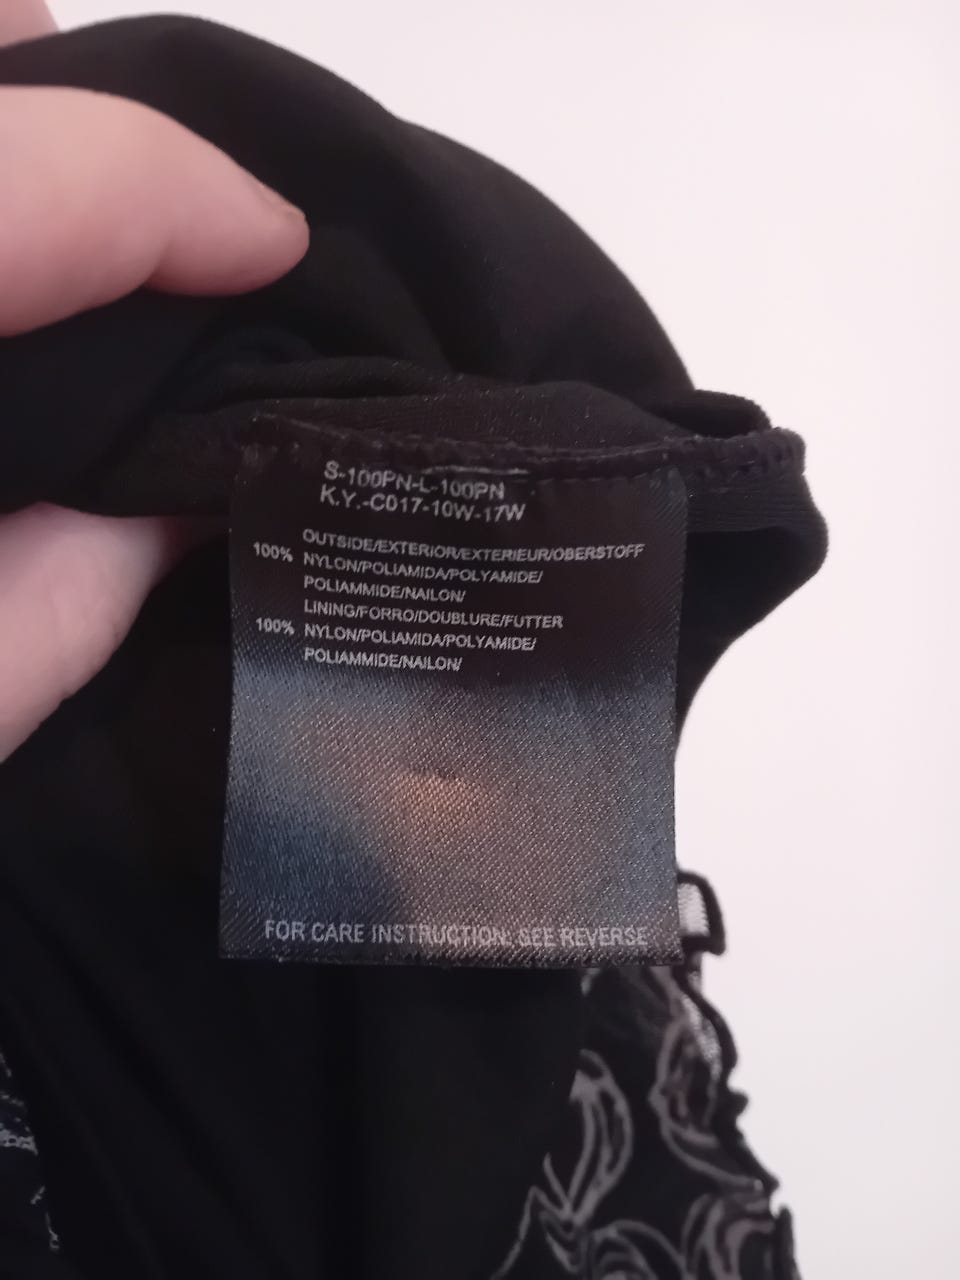 S-100PN-L-100PN
K.Y.-C017-10W-17W
OUTSIDE/EXTERIOR/EXTERIEUR/OBERSTOFF
100% NYLON/POLIAMIDA/POLYAMIDE/
POLIAMMIDE/NAILON/
LINING/FORRO/DOUBLURE/FUTTER
100% NYLON/POLIAMIDA/POLYAMIDE/
POLIAMMIDE/NAILON/
FOR CARE INSTRUCTION. SEE REVERSE